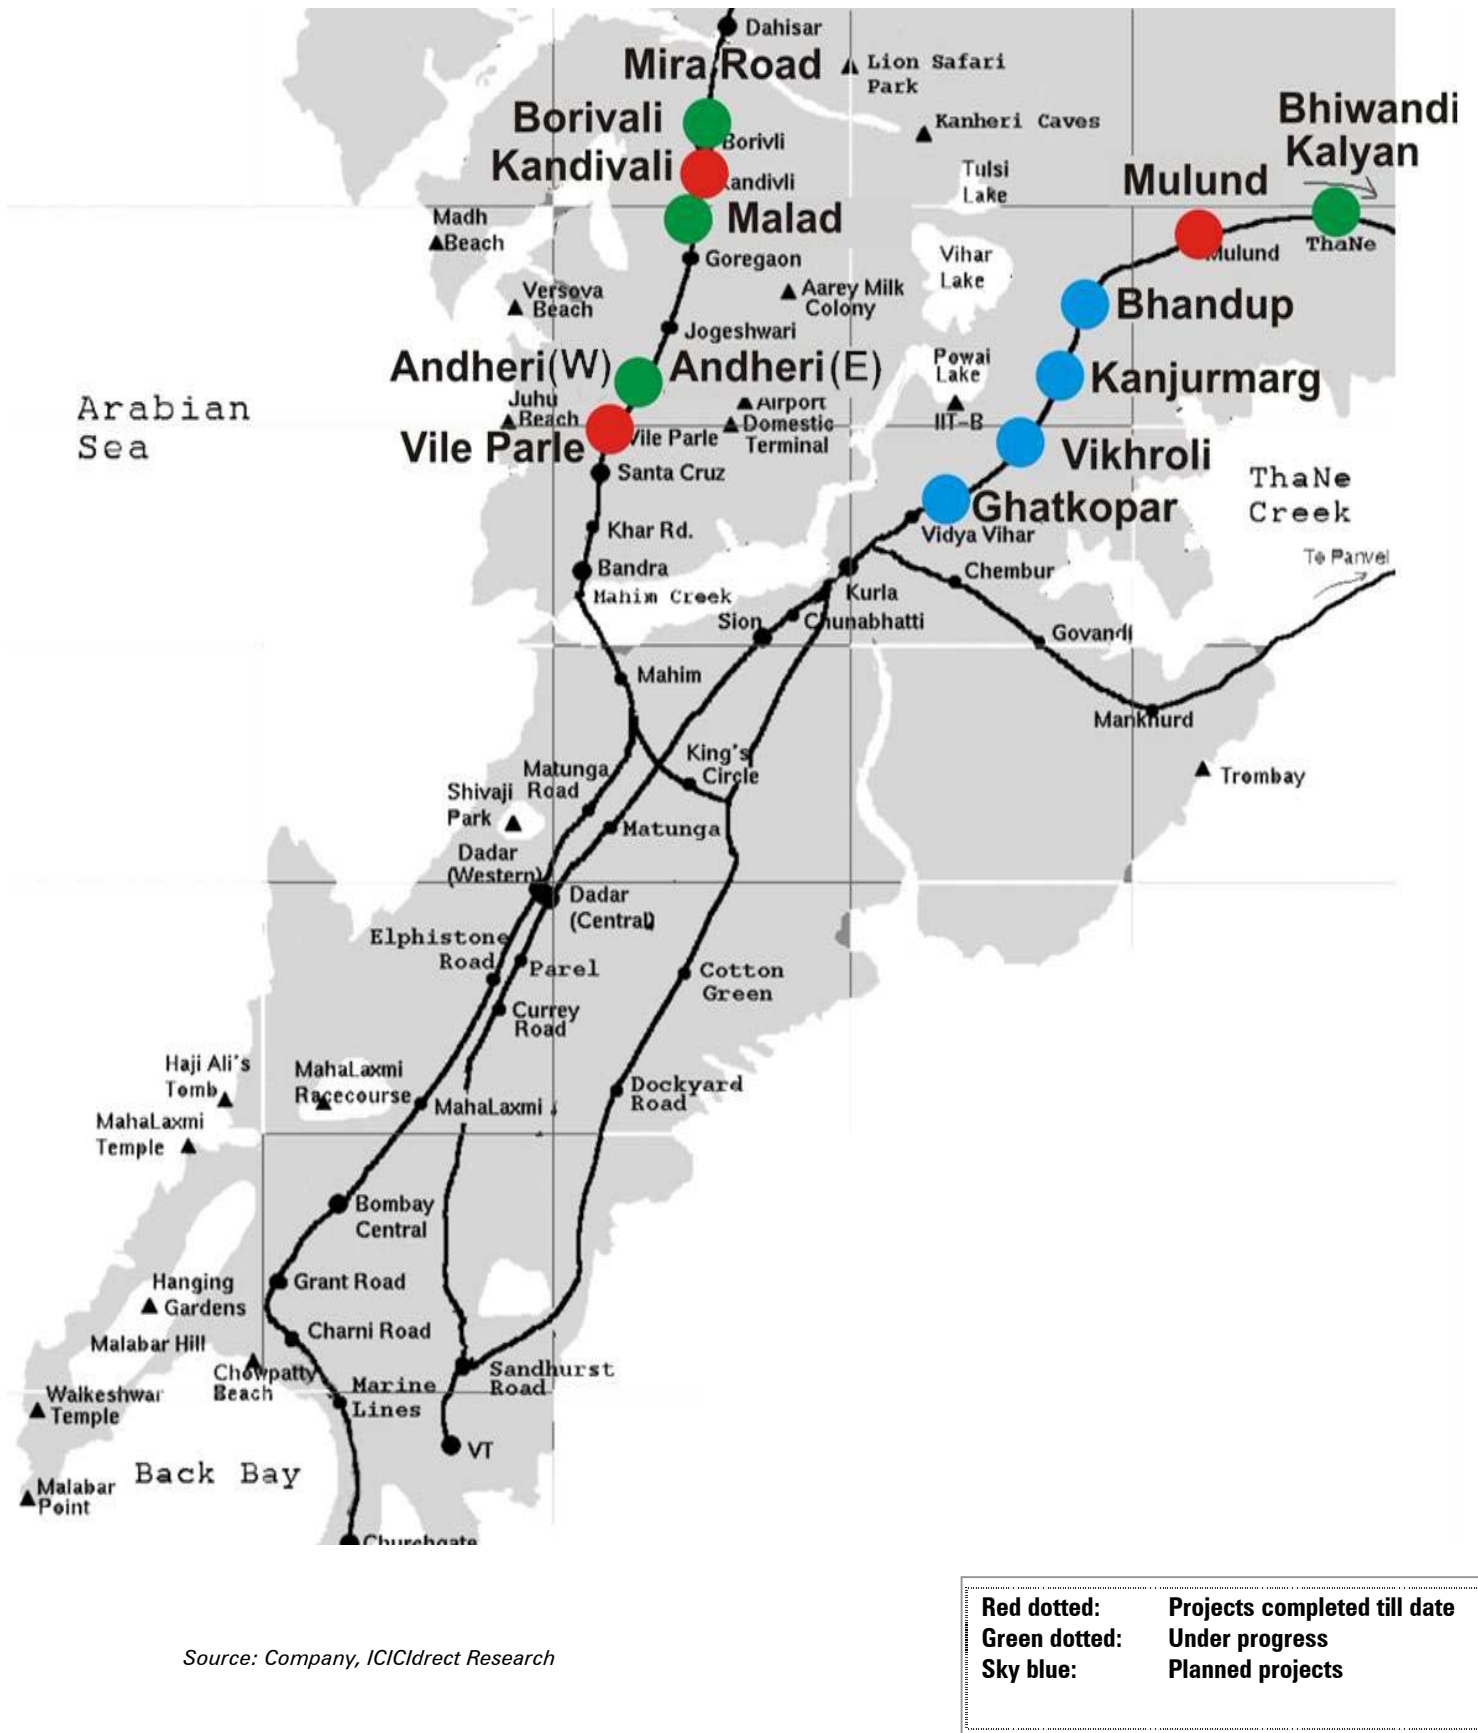 Dahisar
Mira Road
Lion Safari
Park
Bhiwandi
Kalyan
Borivali
Borivli
Kanheri Caves
Kandivali
andivli
Tulsi
Lake
Mulund
Mulund
ThaNe
Madh
Beach
Malad
Goregaon
Vihar
Lake
Versova
Beach
Aarey Milk
Colony
Bhandup
Jogeshwari
Andheri(W)
Andheri(E)
Powai
Lake
Kanjurmarg
Arabian
Sea
Juhu
Beach
Airport
Domestic
Terminal
IIT-B
Vile Parle
Vile Parle
Vikhroli
Santa Cruz
ThaNe
Creek
Ghatkopar
Khar Rd.
Vidya Vihar
To Panvel
Bandra
Chembur
Mahim Creek
Kurla
Sion
Chunabhatti
Govandi
Mahim
Mankhurd
King's
Circle
Matunga
Road
Trombay
Shivaji
Park
Matunga
Dadar
(Western)
Dadar
(Central)
Elphistone
Road
Parel
Cotton
Green
Currey
Road
Haji Ali's
Tomb
MahaLaxmi
Racecourse
MahaLaxmi
Dockyard
Road
MahaLaxmi
Temple
Bombay
Central
Hanging
Gardens
Grant Road
Malabar Hill
Charni Road
Chowpatty
Beach
Sandhurst
Road
Walkeshwar
Temple
Marine
Lines
VT
Back Bay
Malabar
Point
Churchgate
Red dotted: Projects completed till date
Green dotted: Under progress
Sky blue: Planned projects
Source: Company, ICICIdrect Research